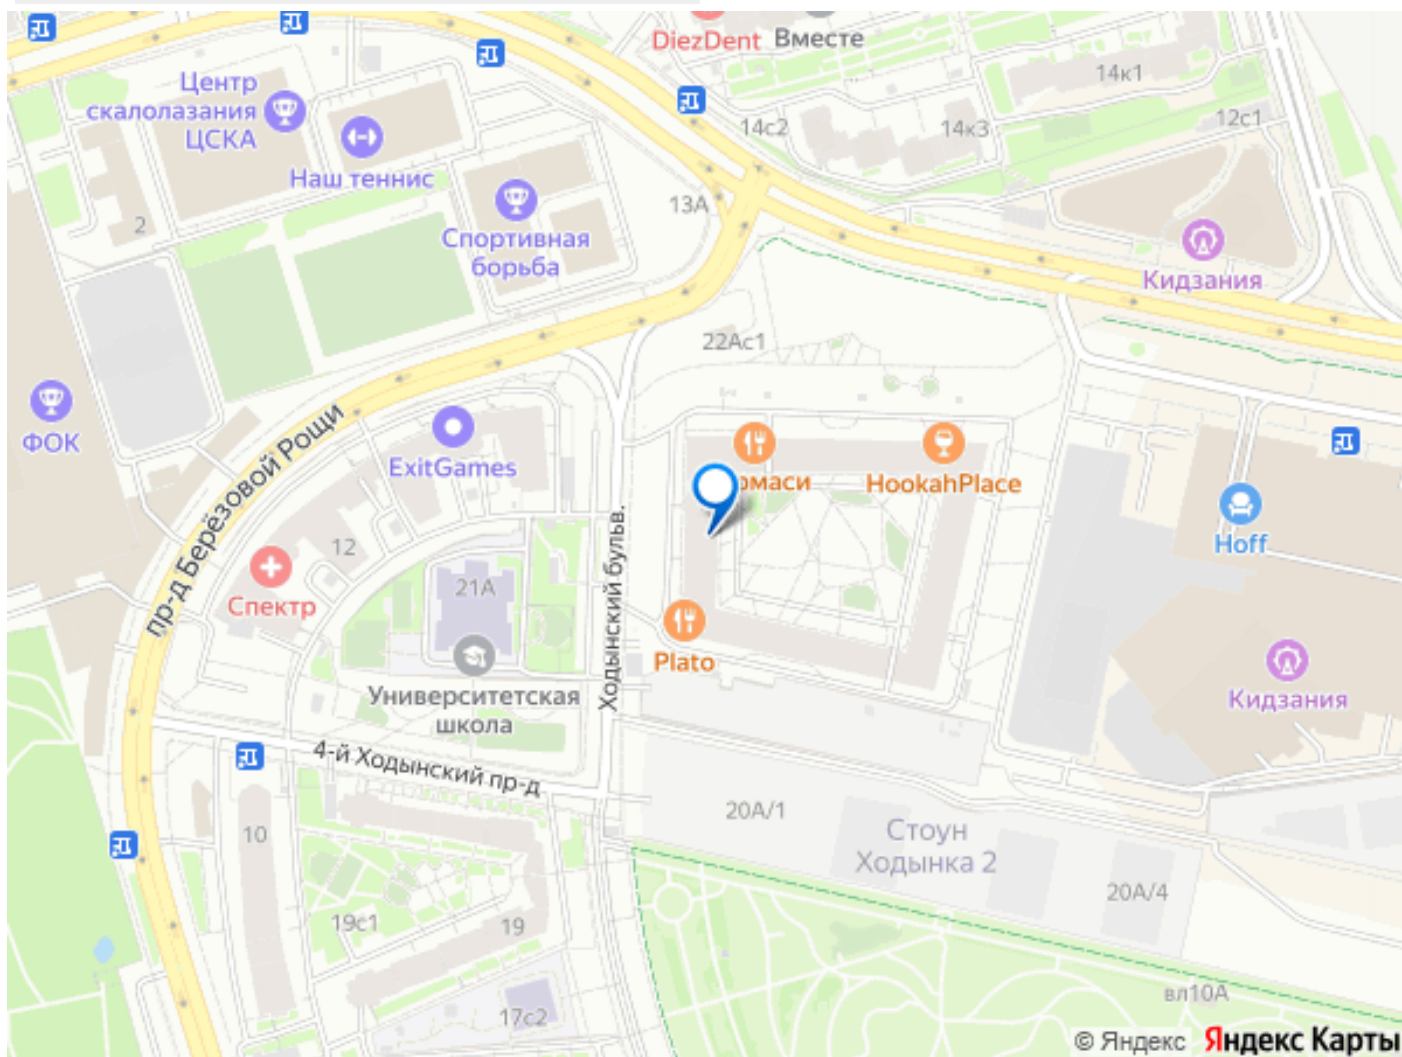 DiezDent
Вместе
14к1
Центр
скалолазания
ЦСКА
12с1
14с2
14к3
Наш теннис
13А
2
Спортивная
борьба
Кидзания
22Ас1
ФОК
пр-д Берёзовой Рощи
ExitGames
омаси
HookahPlace
Hoff
12
Ходынский бульв.
21А
Спектр
Plato
Университетская
школа
Кидзания
4-й Ходынский пр-д
20А/1
Стоун
Ходынка 2
10
20А/4
19с1
19
вл10А
17с2
© Яндекс Яндекс Карты